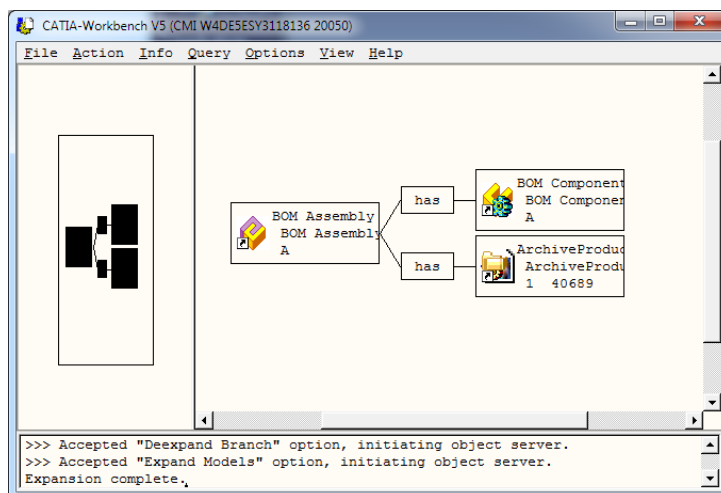 CATIA-Workbench V5 (CMI W4DE5ESY3118136 20050)
File Action Info Query Options View Help
BOM Assembly
BOM Assembly
A
has
has
BOM Component
BOM Componen
A
ArchiveProduc
ArchiveProdu
1 40689
>>> Accepted "Deexpand Branch" option, initiating object server.
>>> Accepted "Expand Models" option, initiating object server.
Expansion complete.